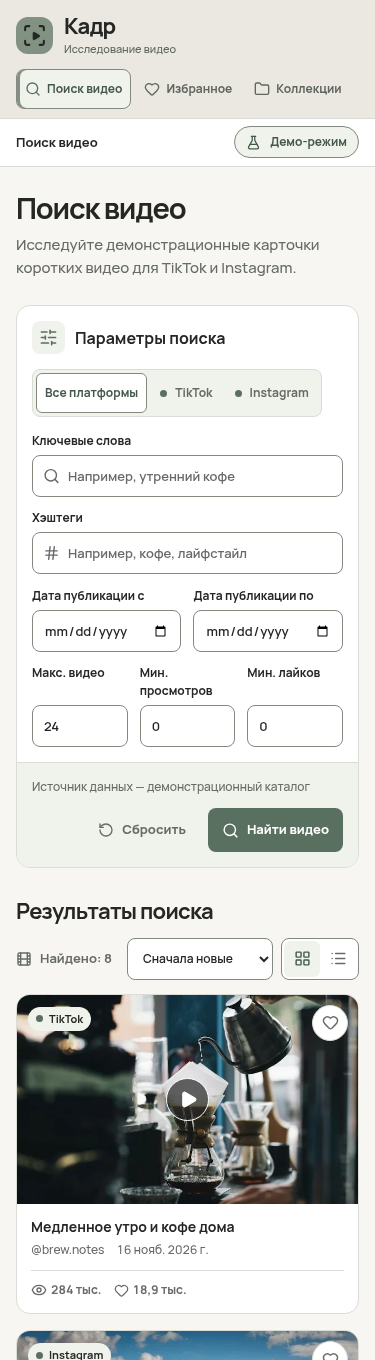 Кадр
Исследование видео
Поиск видео
Избранное
Коллекции
Поиск видео
Демо-режим
Поиск видео
Исследуйте демонстрационные карточки
коротких видео для TikTok и Instagram.
Параметры поиска
Все платформы
TikTok
Instagram
Ключевые слова
Например, утренний кофе
Хэштеги
# Например, кофе, лайфстайл
Дата публикации с
Дата публикации по
mm/dd/yyyy
mm/dd/yyyy
Макс. видео
Мин.
просмотров
Мин. лайков
24
0
0
Источник данных — демонстрационный каталог
Сбросить
Найти видео
Результаты поиска
Найдено: 8
Сначала новые
TikTok
Медленное утро и кофе дома
@brew.notes
16 нояб. 2026 г.
284 тыс.
18,9 тыс.
Instagram